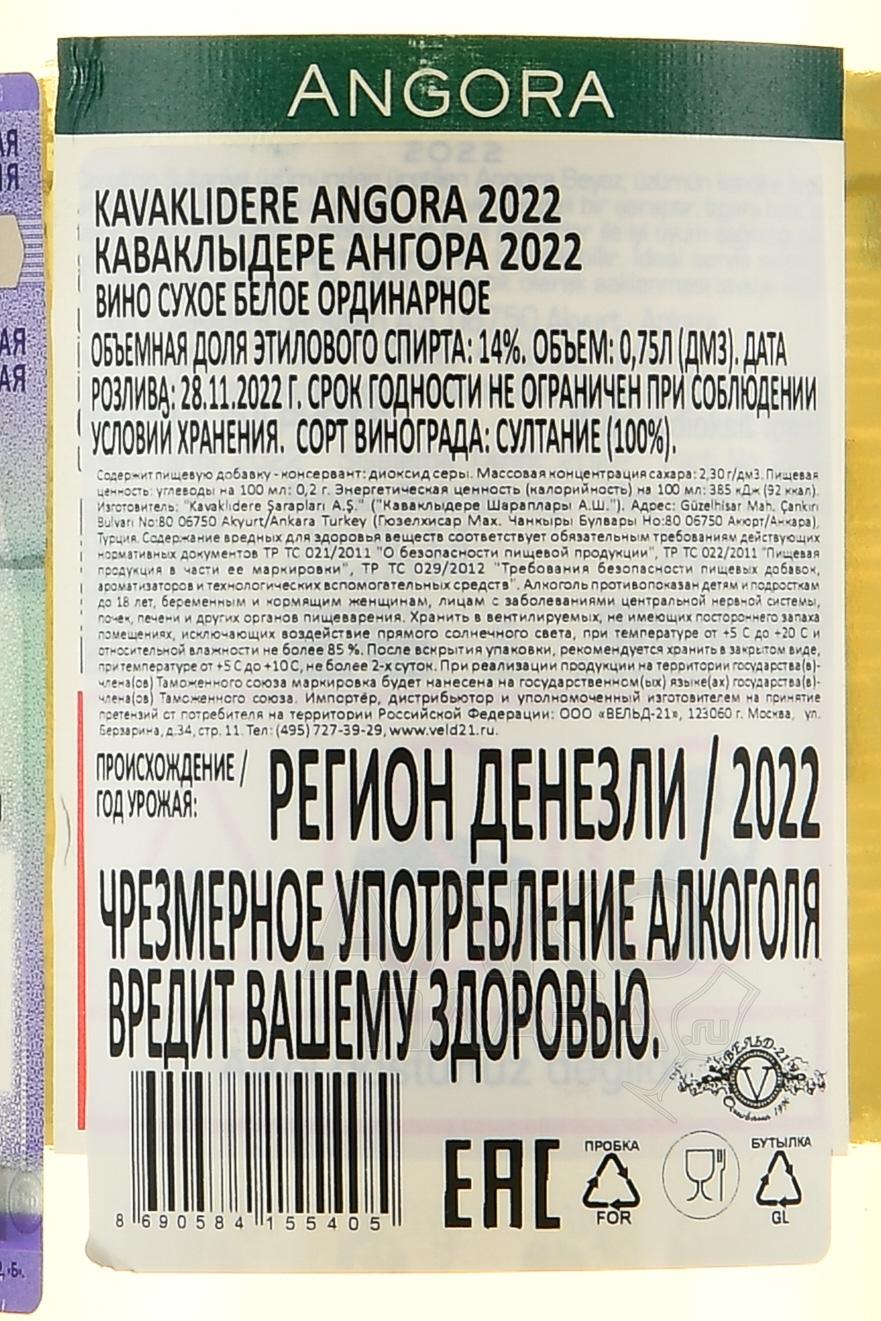 ANGORA
2022
KAVAKLIDERE ANGORA 2022
КАВАКЛЫДЕРЕ АНГОРА 2022
ВИНО СУХОЕ БЕЛОЕ ОРДИНАРНОЕ
ОБЪЕМНАЯ ДОЛЯ ЭТИЛОВОГО СПИРТА: 14%. ОБЪЕМ: 0,75Л (ДМ3). ДАТА
РОЗЛИВА: 28.11.2022 Г. СРОК ГОДНОСТИ НЕ ОГРАНИЧЕН ПРИ СОБЛЮДЕНИИ
УСЛОВИЙ ХРАНЕНИЯ. СОРТ ВИНОГРАДА: СУЛТАНИЕ (100%).
Содержит пищевую добавку - консервант: диоксид серы. Массовая концентрация сахара: 2,30 г/дм3. Пищевая
ценность: углеводы на 100 мл: 0,2 г. Энергетическая ценность (калорийность) на 100 мл: 385 кДж (92 ккал).
Изготовитель: "Kavaklıdere Şarapları A.Ş." ("Каваклыдере Шараплары А.Ш."). Адрес: Güzelhisar Mah. Çankırı
Bulvarı No:80 06750 Akyurt/Ankara Turkey (Гюзелхисар Мах. Чанкыры Булвары Но:80 06750 Акюрт/Анкара),
Турция. Содержание вредных для здоровья веществ соответствует обязательным требованиям действующих
нормативных документов ТР ТС 021/2011 "О безопасности пищевой продукции", ТР ТС 022/2011 "Пищевая
продукция в части ее маркировки", ТР ТС 029/2012 "Требования безопасности пищевых добавок,
ароматизаторов и технологических вспомогательных средств". Алкоголь противопоказан детям и подросткам
до 18 лет, беременным и кормящим женщинам, лицам с заболеваниями центральной нервной системы,
почек, печени и других органов пищеварения. Хранить в вентилируемых, не имеющих постороннего запаха
помещениях, исключающих воздействие прямого солнечного света, при температуре от +5 С до +20 С и
относительной влажности не более 85 %. После вскрытия упаковки, рекомендуется хранить в закрытом виде,
при температуре от +5 С до +10 С, не более 2-х суток. При реализации продукции на территории государства(в)-
члена(ов) Таможенного союза маркировка будет нанесена на государственном(ых) языке(ах) государства(в)-
члена(ов) Таможенного союза. Импортёр, дистрибьютор и уполномоченный изготовителем на принятие
претензий от потребителя на территории Российской Федерации: ООО «ВЕЛЬД-21», 123060 г. Москва, ул.
Берзарина, д.34, стр. 11. Тел: (495) 727-39-29, www.veld21.ru.
ПРОИСХОЖДЕНИЕ /
ГОД УРОЖАЯ:
РЕГИОН ДЕНЕЗЛИ / 2022
ЧРЕЗМЕРНОЕ УПОТРЕБЛЕНИЕ АЛКОГОЛЯ
ВРЕДИТ ВАШЕМУ ЗДОРОВЬЮ.
ВЕЛЬД-21
V
Основана 1996
8 690584 155405
EAC
ПРОБКА
FOR
БУТЫЛКА
GL